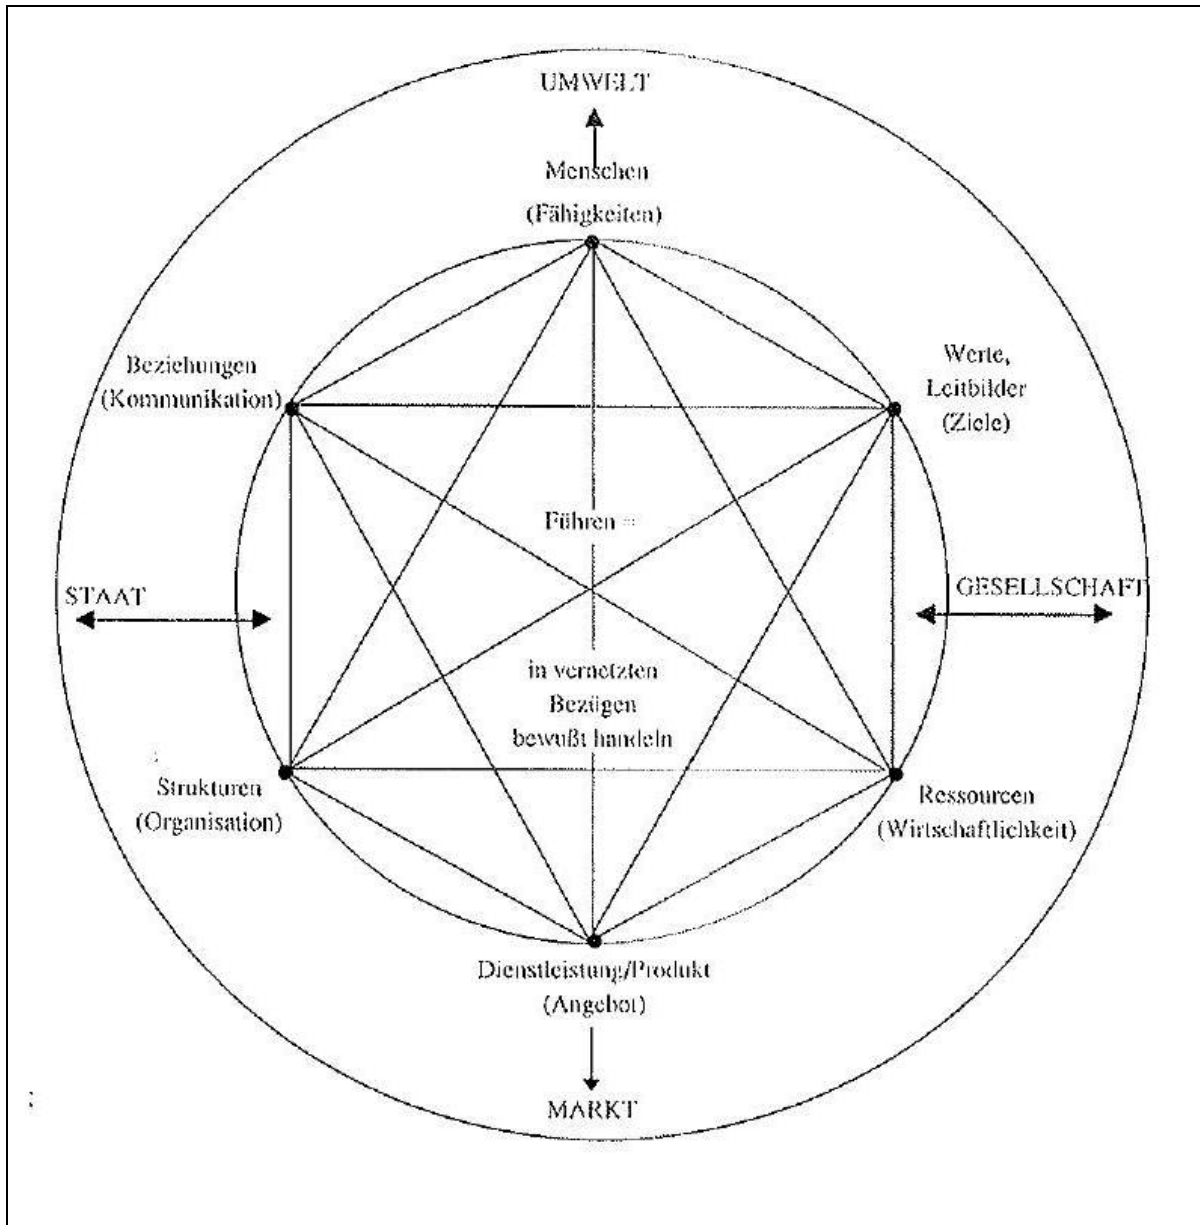 UMWELT
Menschen
(Fähigkeiten)
Beziehungen
(Kommunikation)
Werte,
Leitbilder
(Ziele)
Führen =
STAAT
GESELLSCHAFT
in vernetzten
Bezügen
bewußt handeln
Strukturen
(Organisation)
Ressourcen
(Wirtschaftlichkeit)
Dienstleistung/Produkt
(Angebot)
MARKT